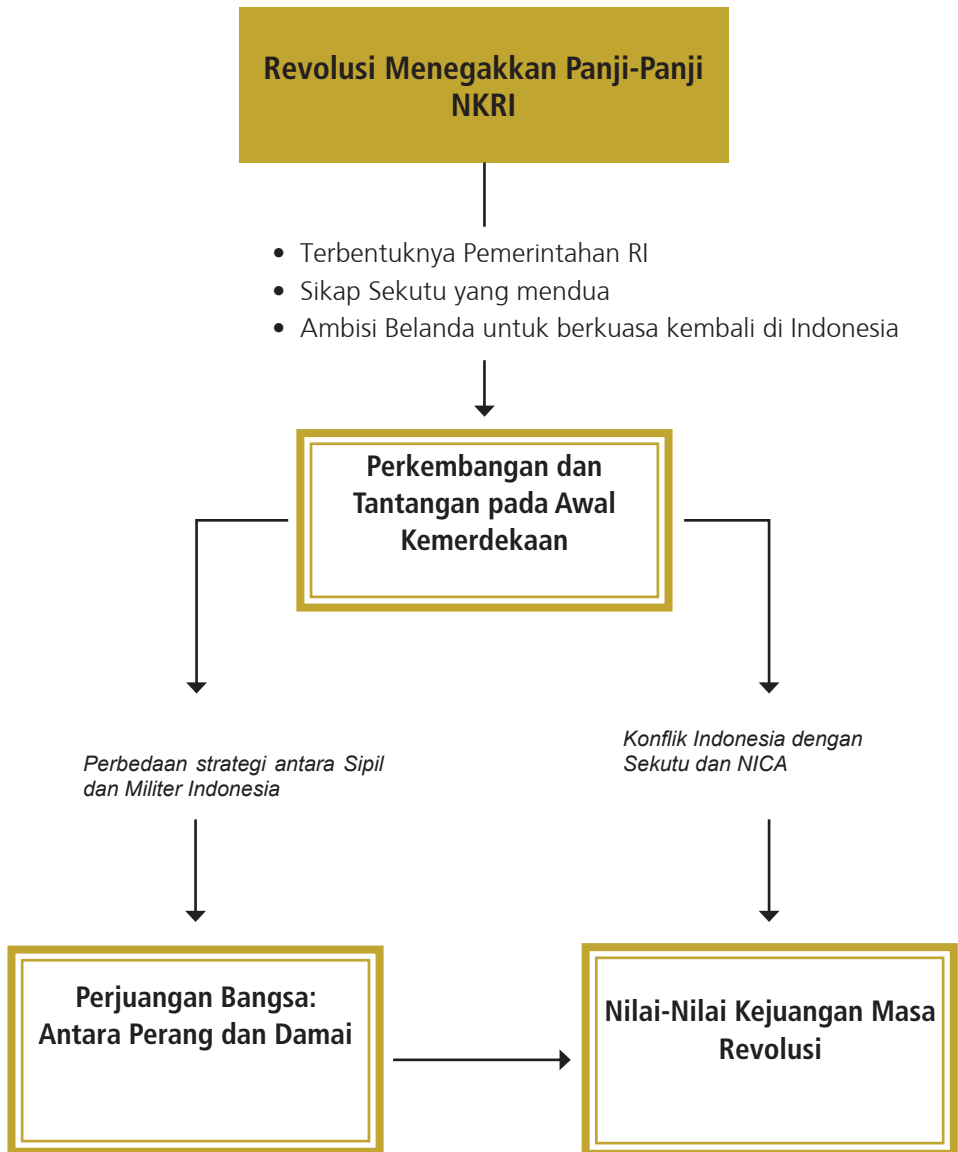 Revolusi Menegakkan Panji-Panji
NKRI
• Terbentuknya Pemerintahan RI
• Sikap Sekutu yang mendua
• Ambisi Belanda untuk berkuasa kembali di Indonesia
Perkembangan dan
Tantangan pada Awal
Kemerdekaan
Perbedaan strategi antara Sipil
dan Militer Indonesia
Konflik Indonesia dengan
Sekutu dan NICA
Perjuangan Bangsa:
Antara Perang dan Damai
Nilai-Nilai Kejuangan Masa
Revolusi